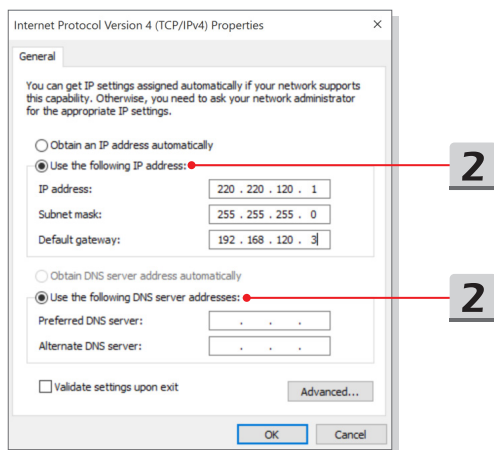 Internet Protocol Version 4 (TCP/IPv4) Properties
General
You can get IP settings assigned automatically if your network supports
this capability. Otherwise, you need to ask your network administrator
for the appropriate IP settings.
Obtain an IP address automatically
Use the following IP address:
2
IP address: 220 . 220 . 120 . 1
Subnet mask: 255 . 255 . 255 . 0
Default gateway: 192 . 168 . 120 . 3
Obtain DNS server address automatically
Use the following DNS server addresses:
2
Preferred DNS server: . . .
Alternate DNS server: . . .
Validate settings upon exit
Advanced...
OK Cancel